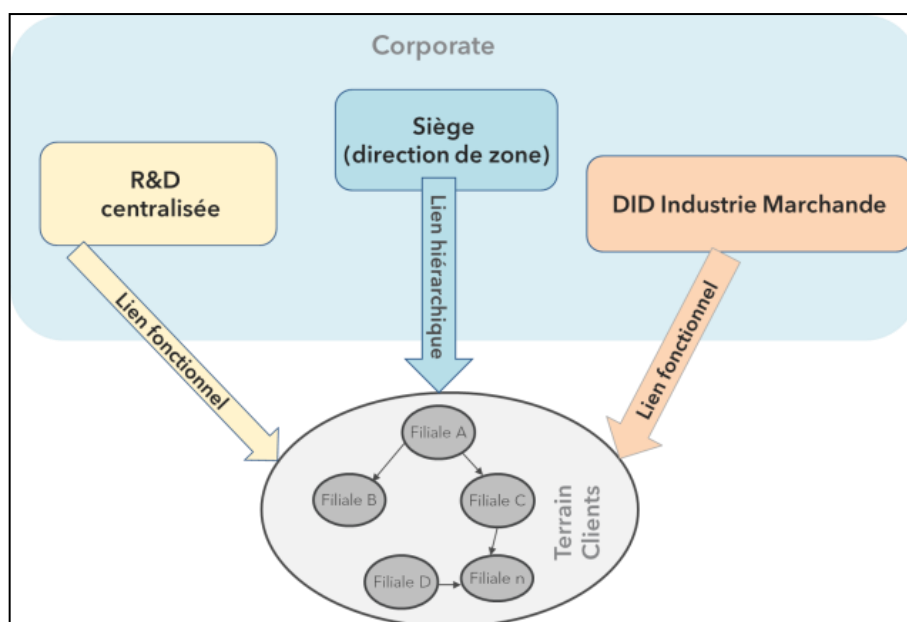 Corporate
Siège
(direction de zone)
R&D
centralisée
DID Industrie Marchande
Lien fonctionnel
Lien hiérarchique
Lien fonctionnel
Filiale A
Filiale B
Filiale C
Filiale D
Filiale n
Terrain
Clients